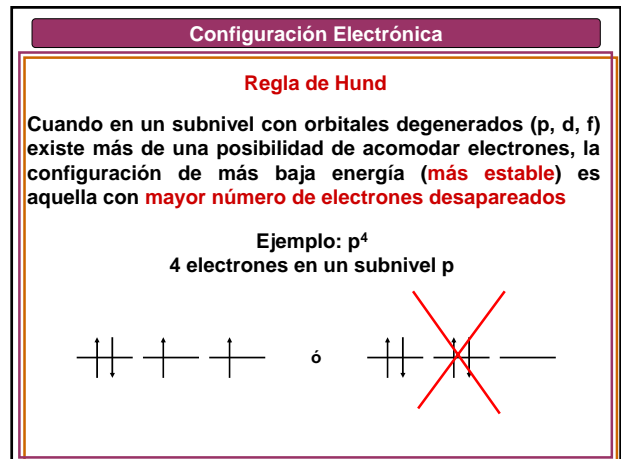 Configuración Electrónica
Regla de Hund
Cuando en un subnivel con orbitales degenerados (p, d, f)
existe más de una posibilidad de acomodar electrones, la
configuración de más baja energía (más estable) es
aquella con mayor número de electrones desapareados
Ejemplo: p⁴
4 electrones en un subnivel p
ó